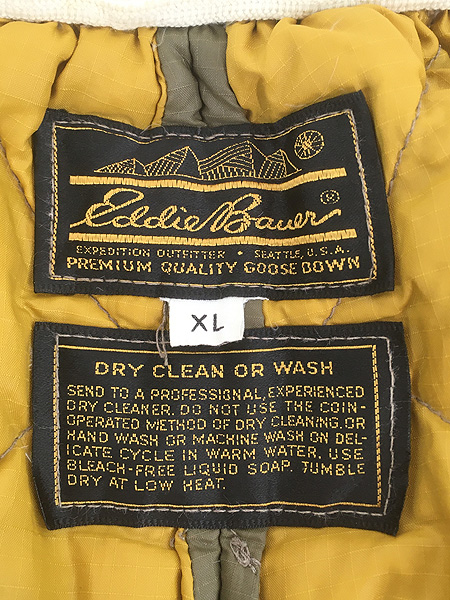 Eddie Bauer®
EXPEDITION OUTFITTER • SEATTLE, U.S.A.
PREMIUM QUALITY GOOSE DOWN
XL
DRY CLEAN OR WASH
SEND TO A PROFESSIONAL, EXPERIENCED
DRY CLEANER. DO NOT USE THE COIN-
OPERATED METHOD OF DRY CLEANING. OR
HAND WASH OR MACHINE WASH ON DEL-
ICATE CYCLE IN WARM WATER. USE
BLEACH-FREE LIQUID SOAP. TUMBLE
DRY AT LOW HEAT.